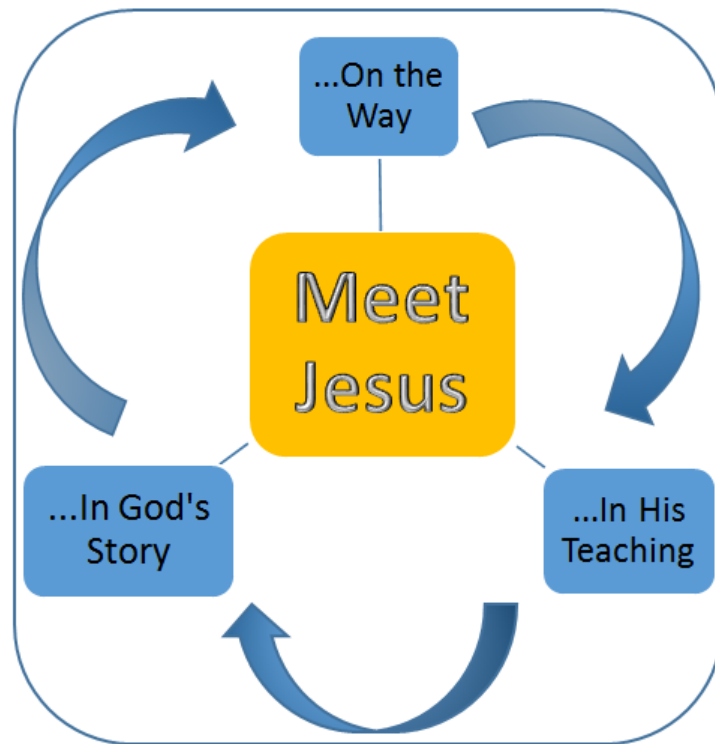 ...On the
Way
Meet
Jesus
...In God's
Story
...In His
Teaching